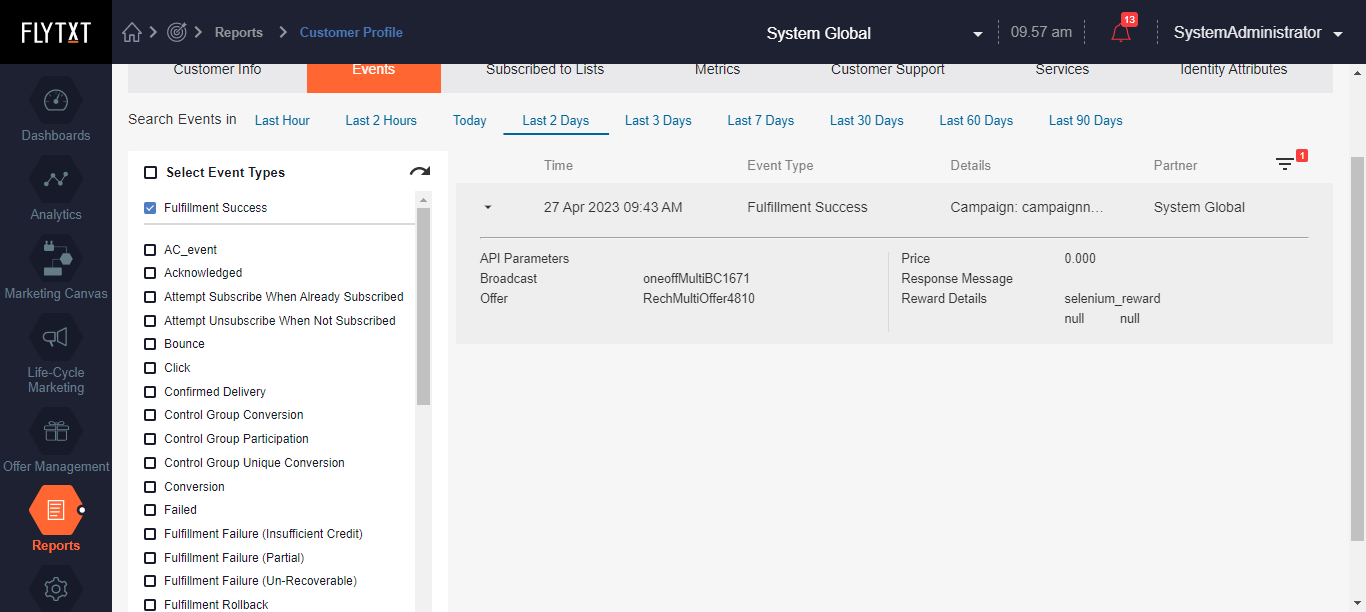 FLYTXT
Reports
Customer Profile
System Global
09.57 am
13
SystemAdministrator
Customer Info
Events
Subscribed to Lists
Metrics
Customer Support
Services
Identity Attributes
Search Events in
Last Hour
Last 2 Hours
Today
Last 2 Days
Last 3 Days
Last 7 Days
Last 30 Days
Last 60 Days
Last 90 Days
Dashboards
Analytics
Marketing Canvas
Life-Cycle
Marketing
Offer Management
Reports
Select Event Types
Fulfillment Success
AC_event
Acknowledged
Attempt Subscribe When Already Subscribed
Attempt Unsubscribe When Not Subscribed
Bounce
Click
Confirmed Delivery
Control Group Conversion
Control Group Participation
Control Group Unique Conversion
Conversion
Failed
Fulfillment Failure (Insufficient Credit)
Fulfillment Failure (Partial)
Fulfillment Failure (Un-Recoverable)
Fulfillment Rollback
Time
Event Type
Details
Partner
1
27 Apr 2023 09:43 AM
Fulfillment Success
Campaign: campaignn…
System Global
API Parameters
Broadcast
oneoffMultiBC1671
Offer
RechMultiOffer4810
Price
0.000
Response Message
Reward Details
selenium_reward
null null